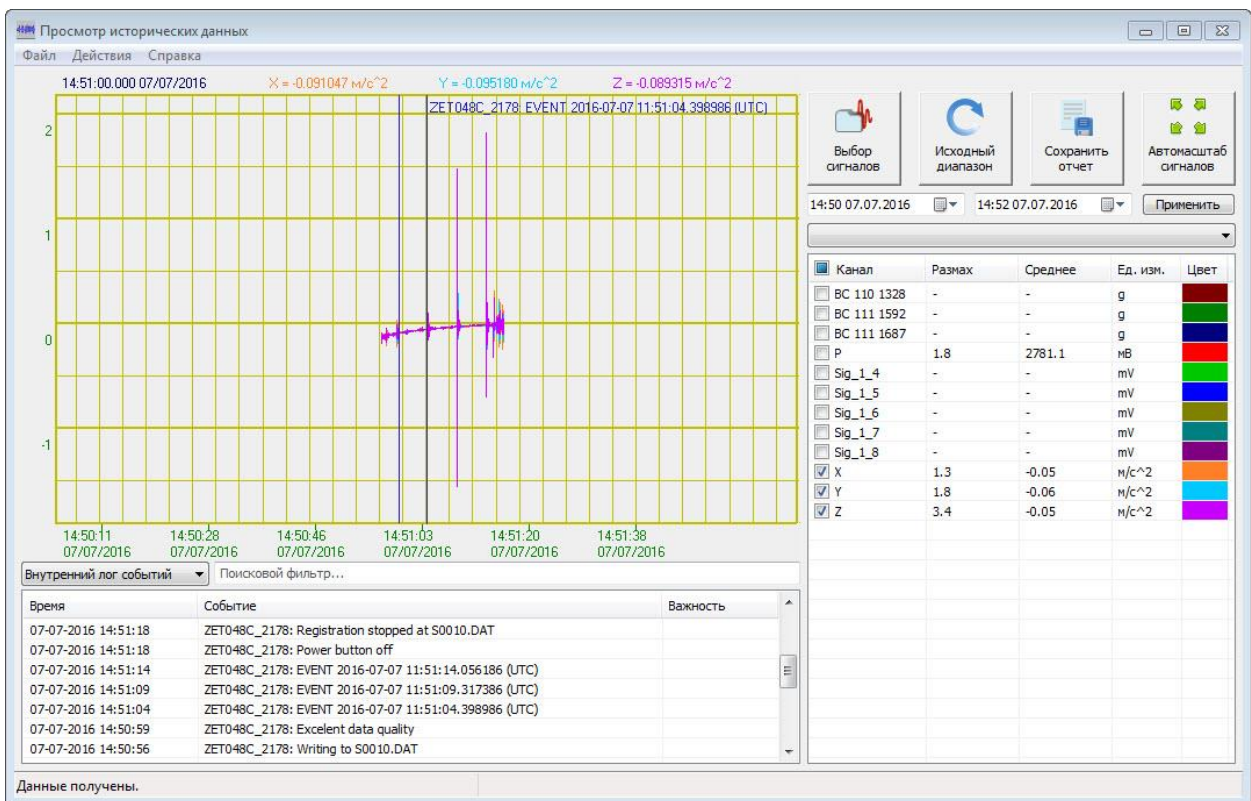 Просмотр исторических данных
Файл Действия Справка
14:51:00.000 07/07/2016 X = -0.091047 м/с^2 Y = -0.095180 м/с^2 Z = -0.089315 м/с^2
ZET048C_2178: EVENT 2016-07-07 11:51:04.398986 (UTC)
2
1
0
-1
14:50:11 14:50:28 14:50:46 14:51:03 14:51:20 14:51:38
07/07/2016 07/07/2016 07/07/2016 07/07/2016 07/07/2016 07/07/2016
Выбор сигналов
Исходный диапазон
Сохранить отчет
Автомасштаб сигналов
14:50 07.07.2016 14:52 07.07.2016 Применить
Канал Размах Среднее Ед. изм. Цвет
ВС 110 1328 - - g
ВС 111 1592 - - g
ВС 111 1687 - - g
P 1.8 2781.1 мВ
Sig_1_4 - - mV
Sig_1_5 - - mV
Sig_1_6 - - mV
Sig_1_7 - - mV
Sig_1_8 - - mV
X 1.3 -0.05 м/с^2
Y 1.8 -0.06 м/с^2
Z 3.4 -0.05 м/с^2
Внутренний лог событий Поисковой фильтр...
Время Событие Важность
07-07-2016 14:51:18 ZET048C_2178: Registration stopped at S0010.DAT
07-07-2016 14:51:18 ZET048C_2178: Power button off
07-07-2016 14:51:14 ZET048C_2178: EVENT 2016-07-07 11:51:14.056186 (UTC)
07-07-2016 14:51:09 ZET048C_2178: EVENT 2016-07-07 11:51:09.317386 (UTC)
07-07-2016 14:51:04 ZET048C_2178: EVENT 2016-07-07 11:51:04.398986 (UTC)
07-07-2016 14:50:59 ZET048C_2178: Excelent data quality
07-07-2016 14:50:56 ZET048C_2178: Writing to S0010.DAT
Данные получены.